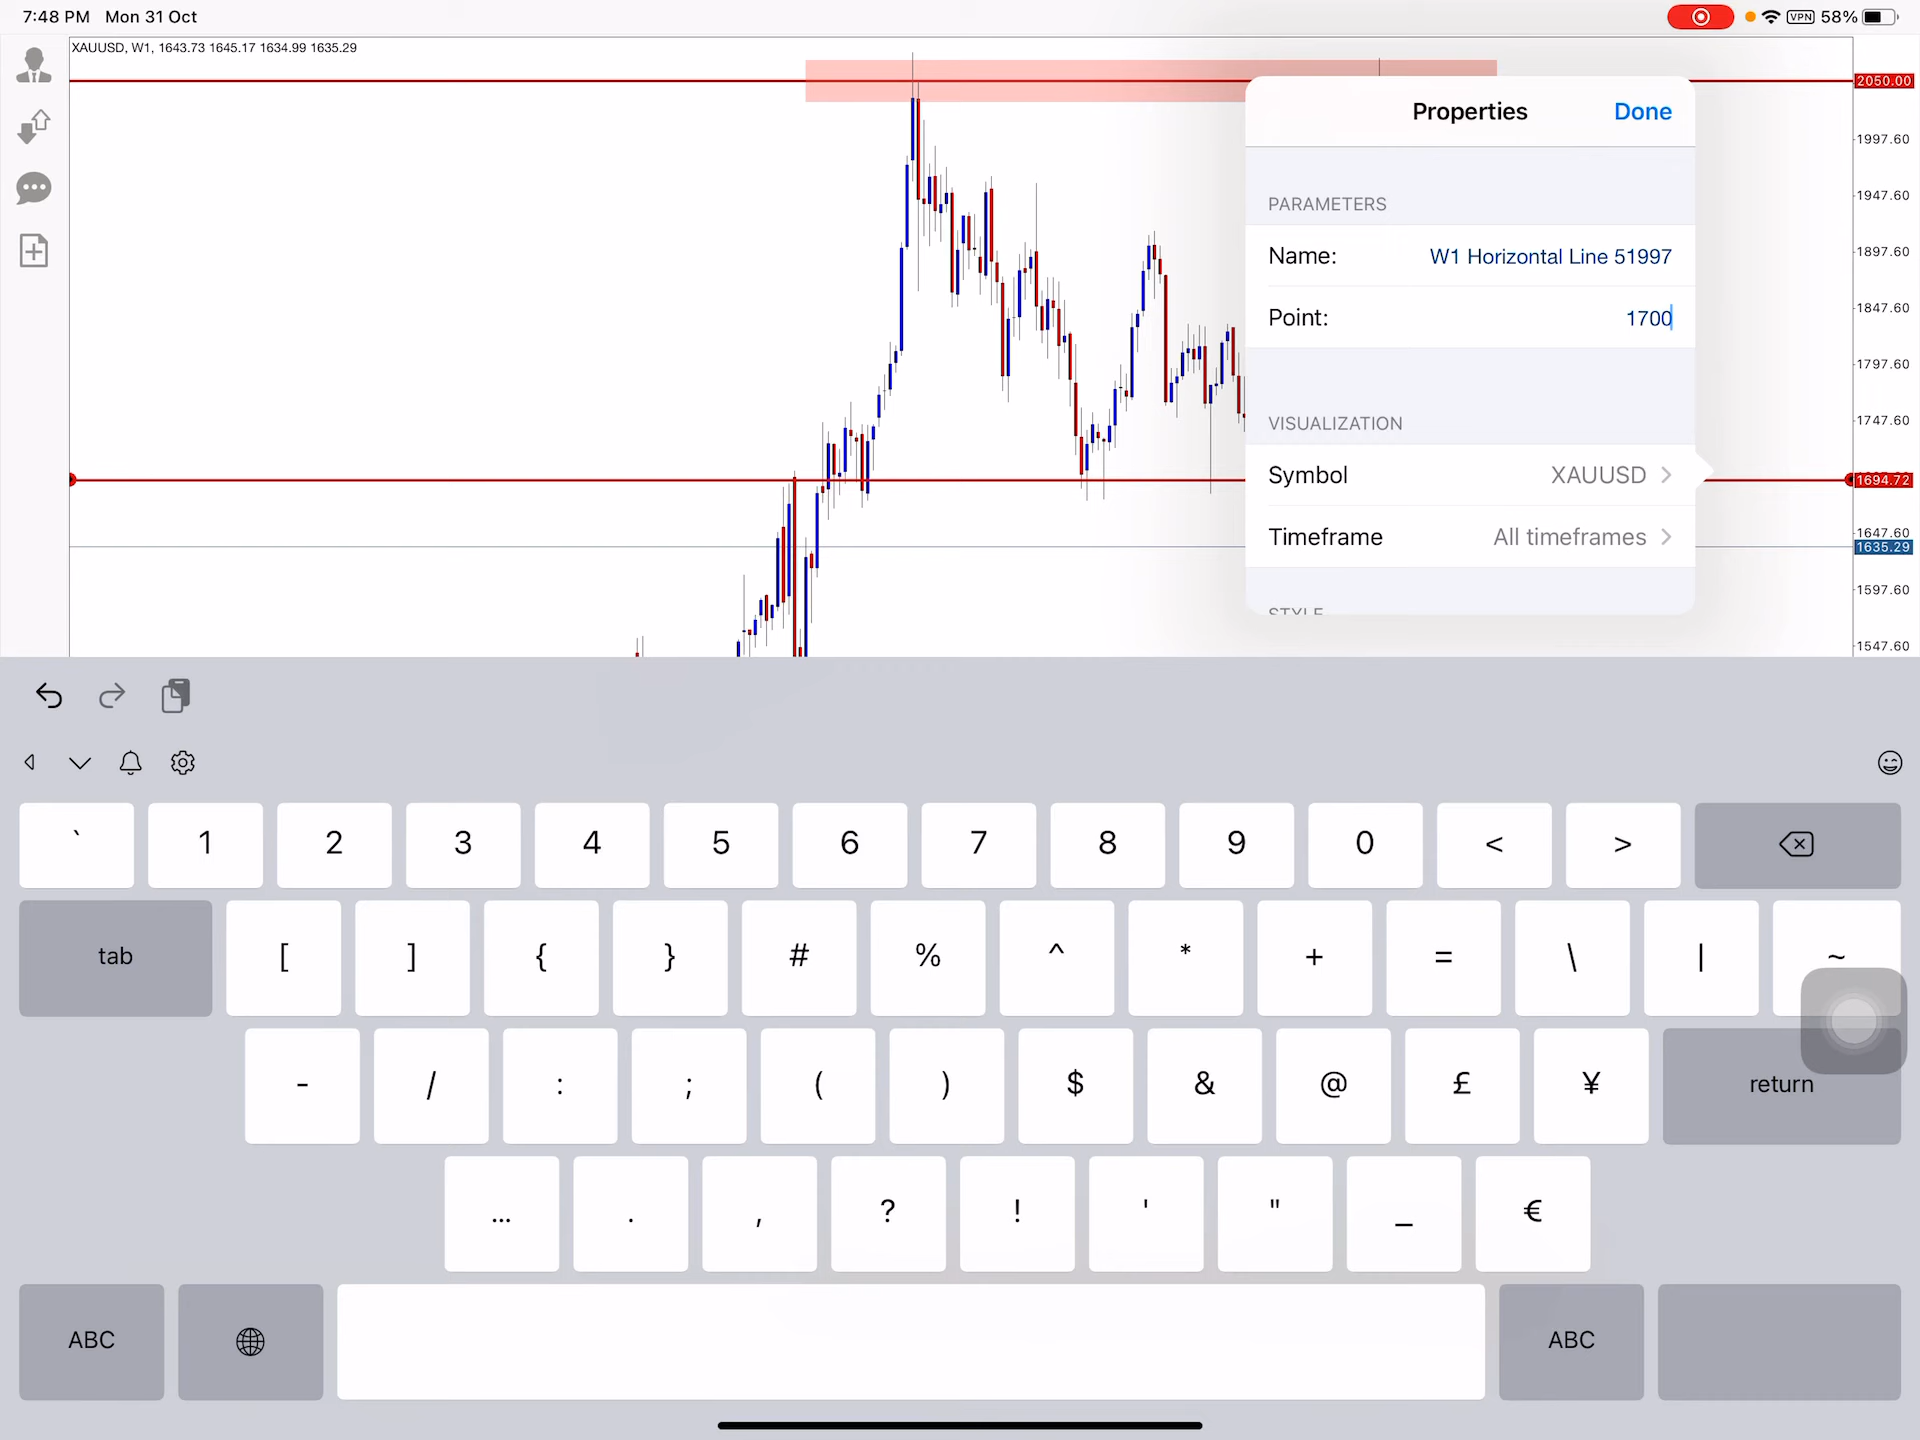 7:48 PM Mon 31 Oct
VPN 58%
XAUUSD, W1, 1643.73 1645.17 1634.99 1635.29
2050.00
1997.60
1947.60
1897.60
1847.60
1797.60
1747.60
1694.72
1647.60
1635.29
1597.60
1547.60
Properties Done
PARAMETERS
Name: W1 Horizontal Line 51997
Point: 1700
VISUALIZATION
Symbol XAUUSD
Timeframe All timeframes
STYLE
` 1 2 3 4 5 6 7 8 9 0 < >
tab [ ] { } # % ^ * + = \ | ~
- / : ; ( ) $ & @ £ ¥ return
... . , ? ! ' " _ €
ABC ABC